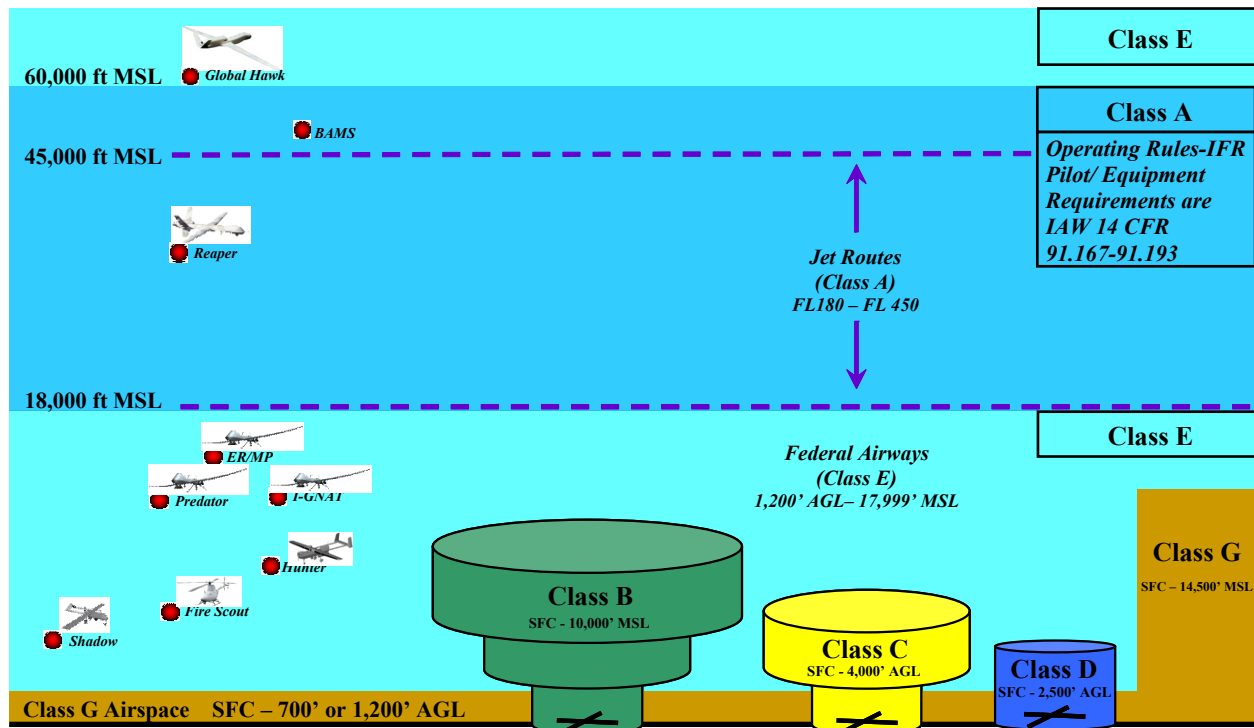 Class E
Global Hawk
60,000 ft MSL
Class A
BAMS
45,000 ft MSL
Operating Rules-IFR
Pilot/ Equipment
Requirements are
IAW 14 CFR
91.167-91.193
Reaper
Jet Routes
(Class A)
FL180 – FL 450
18,000 ft MSL
Class E
ER/MP
Federal Airways
(Class E)
1,200’ AGL– 17,999’ MSL
Predator
I-GNAT
Class G
SFC – 14,500’ MSL
Hunter
Class B
SFC - 10,000’ MSL
Fire Scout
Shadow
Class C
SFC - 4,000’ AGL
Class D
SFC - 2,500’ AGL
Class G Airspace SFC – 700’ or 1,200’ AGL